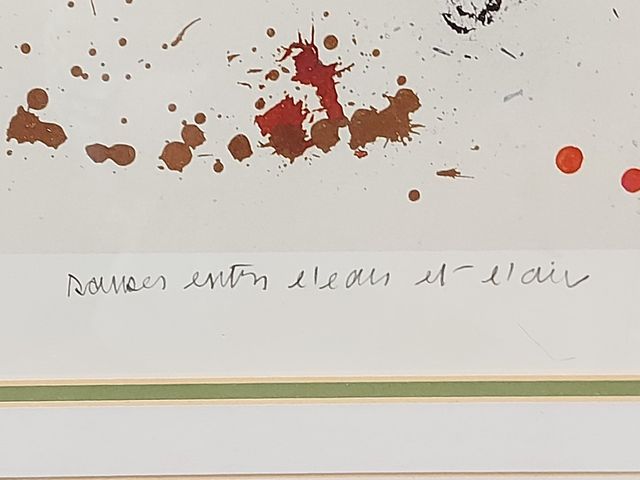 Danses entre l'eau et l'air